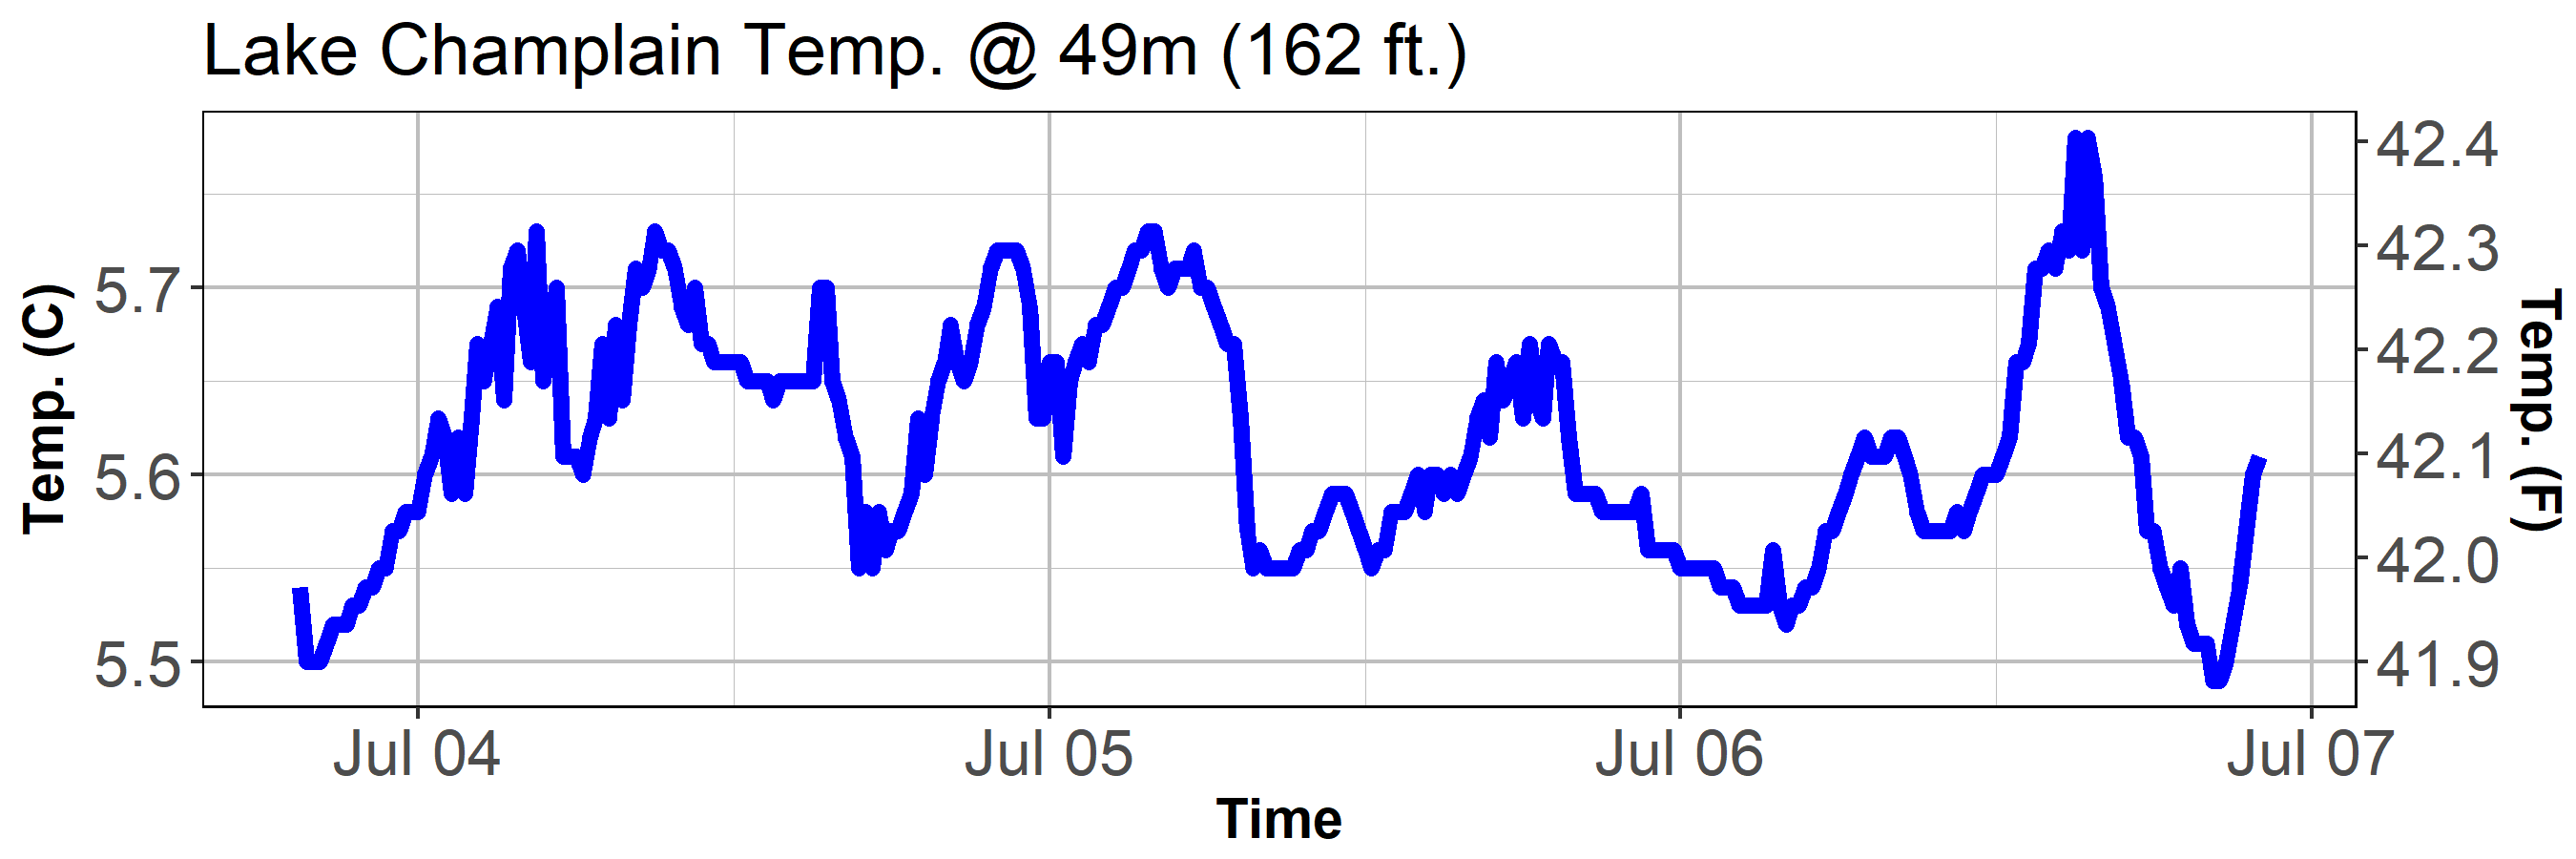 Lake Champlain Temp. @ 49m (162 ft.)
Temp. (C)
5.7
5.6
5.5
42.4
42.3
42.2
42.1
42.0
41.9
Temp. (F)
Jul 04 Jul 05 Jul 06 Jul 07
Time